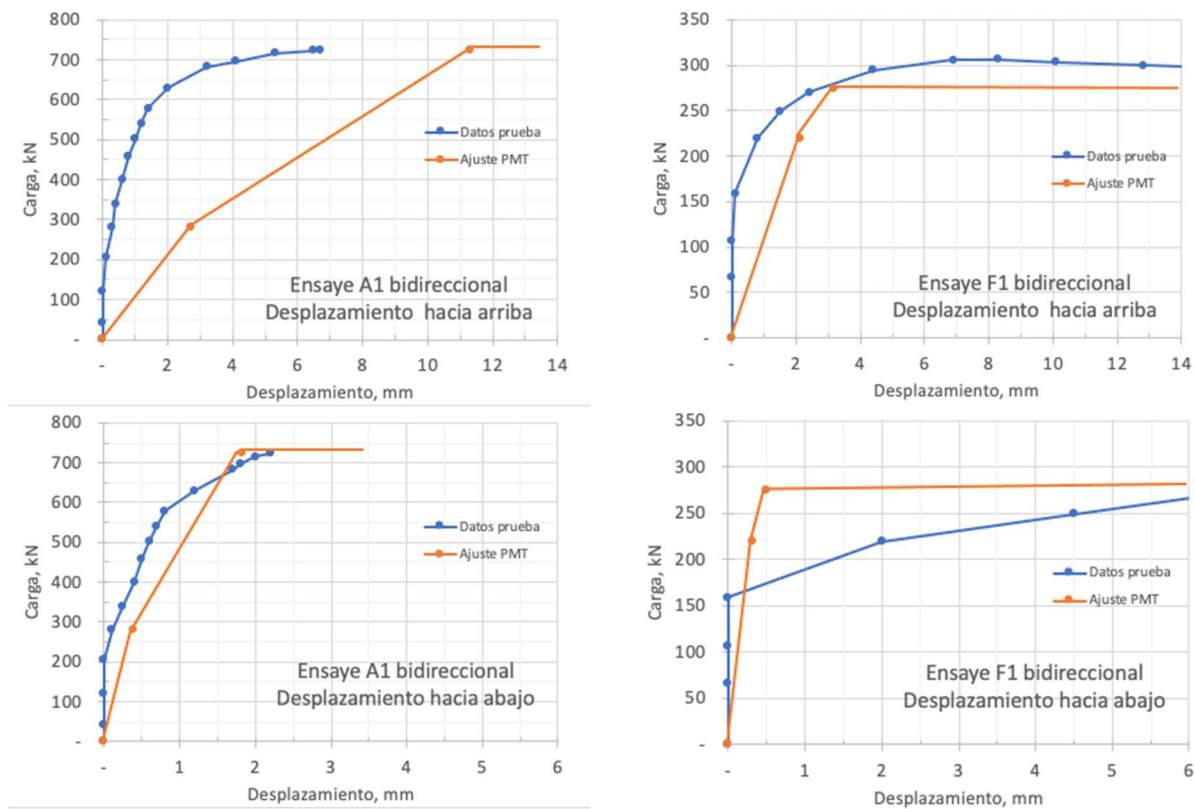 800
700
600
500
400
300
200
100
-
Carga, kN
Datos prueba
Ajuste PMT
Ensaye A1 bidireccional
Desplazamiento hacia arriba
- 2 4 6 8 10 12 14
Desplazamiento, mm
350
300
250
200
150
100
50
-
Carga, kN
Datos prueba
Ajuste PMT
Ensaye F1 bidireccional
Desplazamiento hacia arriba
- 2 4 6 8 10 12 14
Desplazamiento, mm
800
700
600
500
400
300
200
100
-
Carga, kN
Datos prueba
Ajuste PMT
Ensaye A1 bidireccional
Desplazamiento hacia abajo
- 1 2 3 4 5 6
Desplazamiento, mm
350
300
250
200
150
100
50
-
Carga, kN
Datos prueba
Ajuste PMT
Ensaye F1 bidireccional
Desplazamiento hacia abajo
- 1 2 3 4 5 6
Desplazamiento, mm